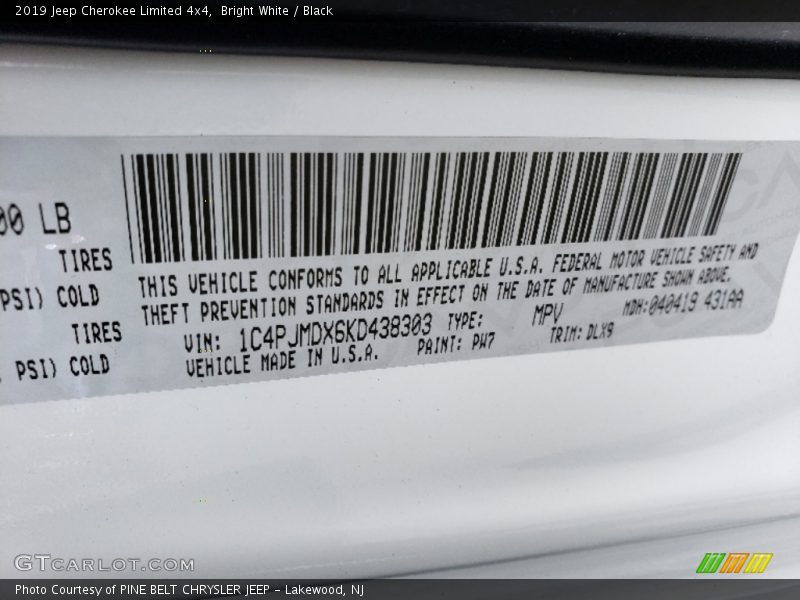 2019 Jeep Cherokee Limited 4x4,  Bright White / Black
00 LB
TIRES
PSI) COLD
TIRES
PSI) COLD
THIS VEHICLE CONFORMS TO ALL APPLICABLE U.S.A. FEDERAL MOTOR VEHICLE SAFETY AND
THEFT PREVENTION STANDARDS IN EFFECT ON THE DATE OF MANUFACTURE SHOWN ABOVE.
VIN: 1C4PJMDX6KD438303 TYPE: MPV MDH:040419 431AA
VEHICLE MADE IN U.S.A. PAINT: PW7 TRIM: DLX9
GTCARLOT.COM
Photo Courtesy of PINE BELT CHRYSLER JEEP - Lakewood, NJ